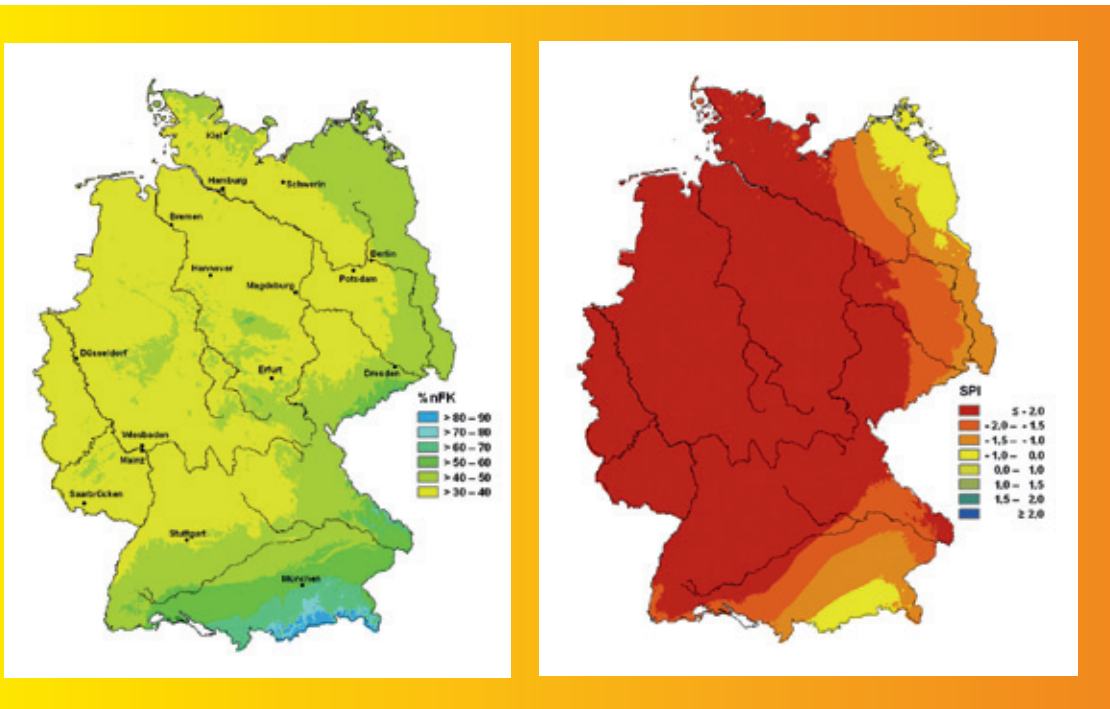 Kiel
Hamburg
Schwerin
Bremen
Berlin
Hannover
Potsdam
Magdeburg
Düsseldorf
Erfurt
Dresden
Wiesbaden
Mainz
Saarbrücken
Stuttgart
München
%nFK
> 80 – 90
> 70 – 80
> 60 – 70
> 50 – 60
> 40 – 50
> 30 – 40
SPI
≤ - 2.0
- 2,0 – - 1.5
- 1,5 – - 1.0
- 1,0 – 0.0
0,0 – 1.0
1,0 – 1.5
1,5 – 2.0
≥ 2.0